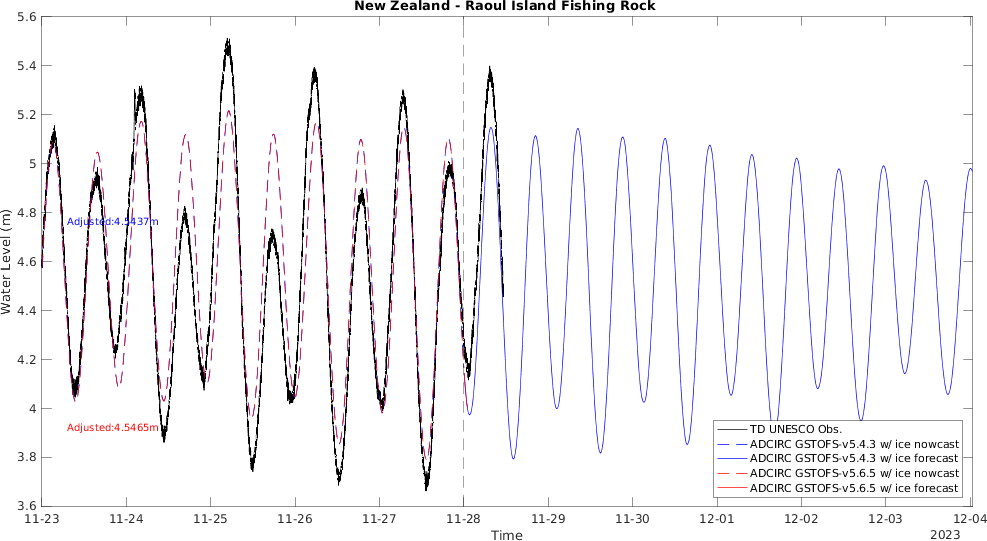 New Zealand - Raoul Island Fishing Rock
5.6
5.4
5.2
5
4.8
4.6
4.4
4.2
4
3.8
3.6
Water Level (m)
Adjusted:4.5437m
Adjusted:4.5465m
TD UNESCO Obs.
ADCIRC GSTOFS-v5.4.3 w/ ice nowcast
ADCIRC GSTOFS-v5.4.3 w/ ice forecast
ADCIRC GSTOFS-v5.6.5 w/ ice nowcast
ADCIRC GSTOFS-v5.6.5 w/ ice forecast
11-23 11-24 11-25 11-26 11-27 11-28 11-29 11-30 12-01 12-02 12-03 12-04
Time
2023